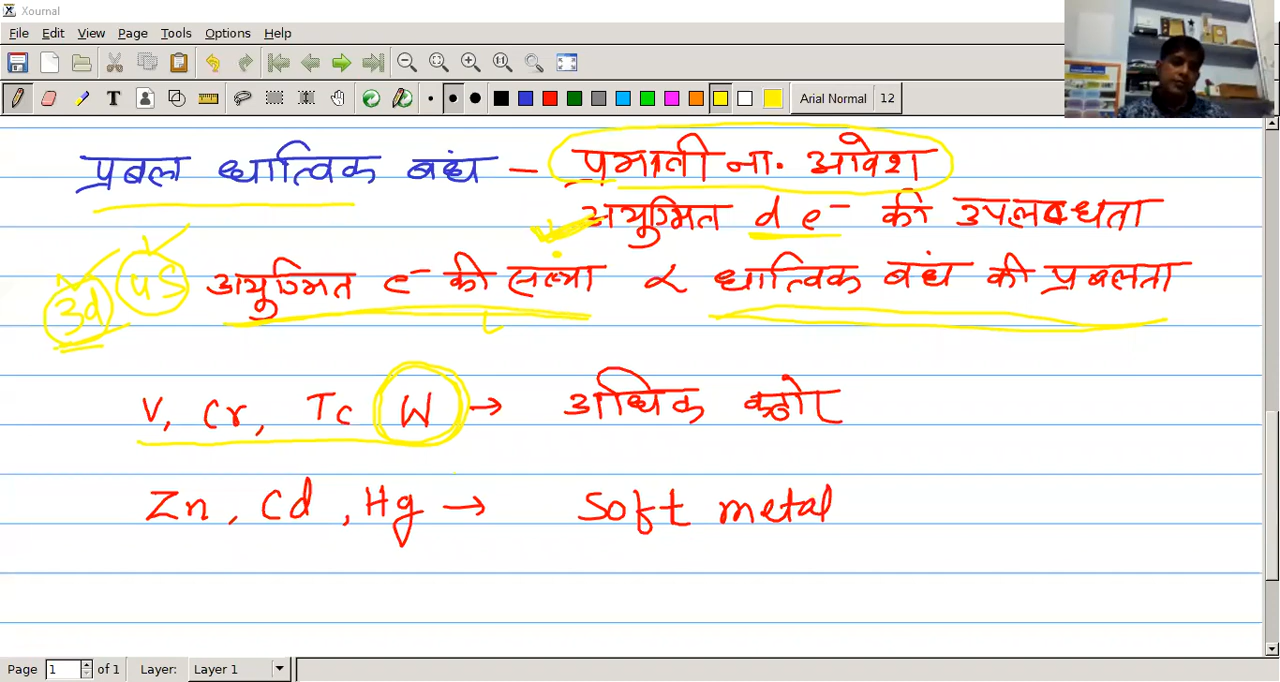 Xournal
File Edit View Page Tools Options Help
Arial Normal 12
प्रबल धात्विक बंध – प्रभावी ना. आवेश
अयुग्मित d e⁻ की उपलब्धता
3d 4S अयुग्मित e⁻ की संख्या ∝ धात्विक बंध की प्रबलता
V, Cr, Tc W → अधिक कठोर
Zn, Cd, Hg → Soft metal
Page 1 of 1 Layer: Layer 1